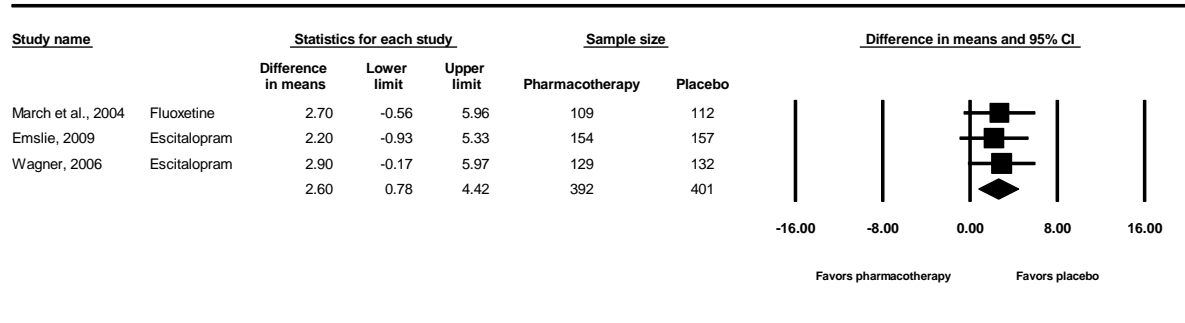 Study name Statistics for each study Sample size Difference in means and 95% CI
Difference in means Lower limit Upper limit Pharmacotherapy Placebo
March et al., 2004 Fluoxetine 2.70 -0.56 5.96 109 112
Emslie, 2009 Escitalopram 2.20 -0.93 5.33 154 157
Wagner, 2006 Escitalopram 2.90 -0.17 5.97 129 132
2.60 0.78 4.42 392 401
-16.00 -8.00 0.00 8.00 16.00
Favors pharmacotherapy Favors placebo